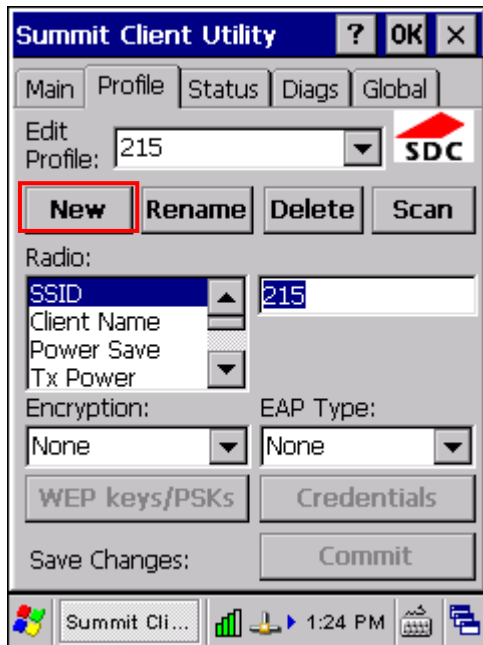 Summit Client Utility ? OK ×
Main Profile Status Diags Global
Edit
Profile: 215
SDC
New Rename Delete Scan
Radio:
SSID 215
Client Name
Power Save
Tx Power
Encryption: EAP Type:
None None
WEP keys/PSKs Credentials
Save Changes: Commit
Summit Cli... 1:24 PM